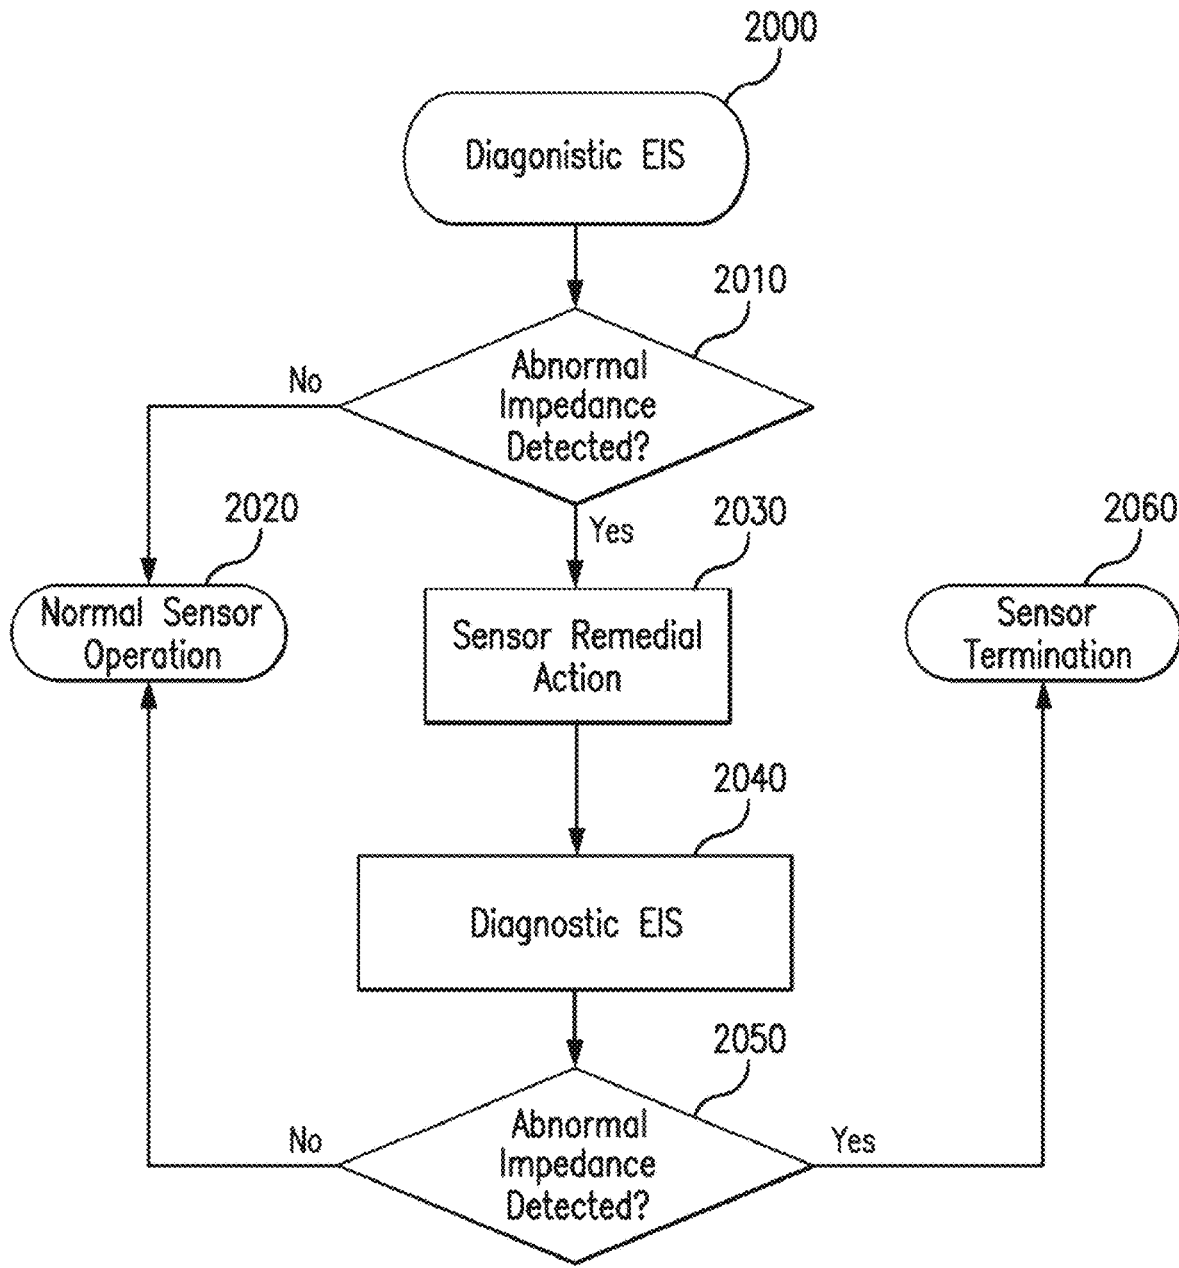 2000
Diagonistic EIS
2010
Abnormal
Impedance
Detected?
No
Yes
2020
Normal Sensor
Operation
2030
Sensor Remedial
Action
2060
Sensor
Termination
2040
Diagnostic EIS
2050
Abnormal
Impedance
Detected?
No
Yes